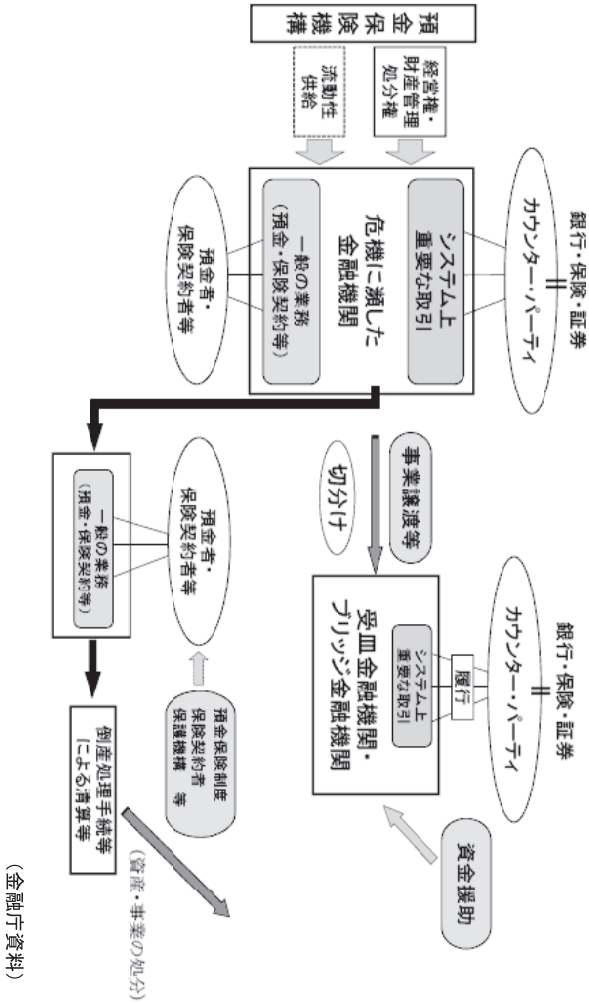 預金保険機構
経営権・
財産管理
処分権
流動性
供給
銀行・保険・証券
カウンター・パーティ
システム上
重要な取引
危機に瀕した
金融機関
一般の業務
(預金・保険契約等)
預金者・
保険契約者等
事業譲渡等
切分け
銀行・保険・証券
カウンター・パーティ
履行
システム上
重要な取引
受皿金融機関・
ブリッジ金融機関
資金援助
預金者・
保険契約者等
一般の業務
(預金・保険契約等)
預金保険制度
保険契約者
保護機構 等
倒産処理手続等
による清算等
(資産・事業の処分)
(金融庁資料)